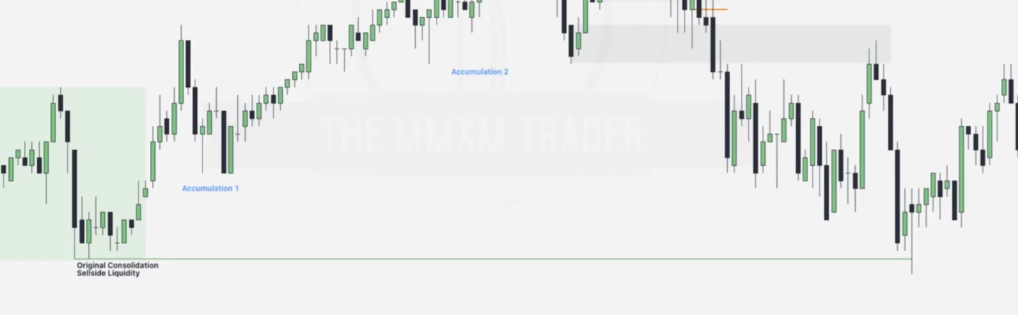 Accumulation 2
THE MMXM TRADER
Accumulation 1
Original Consolidation
Sellside Liquidity